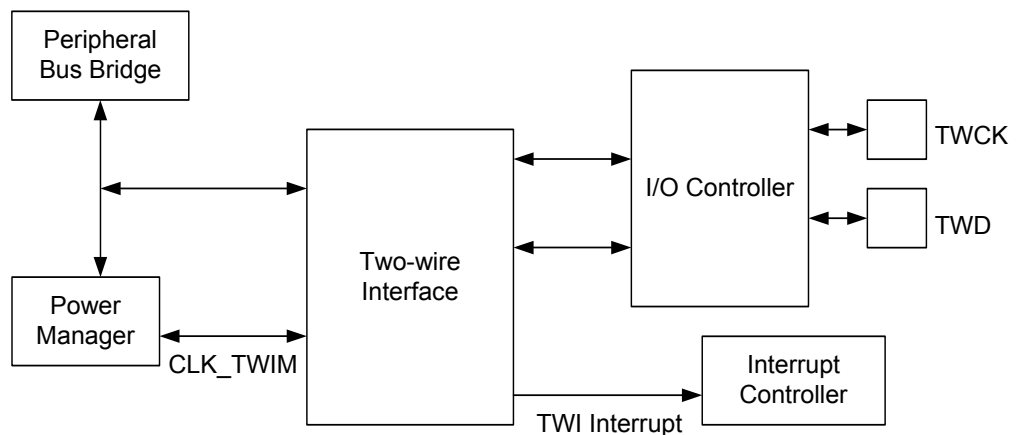 Peripheral
Bus Bridge
TWCK
I/O Controller
TWD
Two-wire
Interface
Power
Manager
CLK_TWIM
Interrupt
Controller
TWI Interrupt